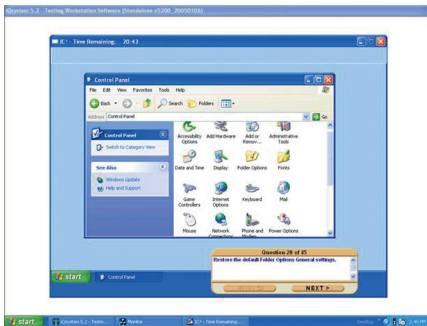 Qcystem 5.2 - Testing Workstation Software (Standalone v5200_20050106)
IC³ - Time Remaining: 20:43
Control Panel
File Edit View Favorites Tools Help
Back Search Folders
Address Control Panel Go
Control Panel
Switch to Category View
See Also
Windows Update
Help and Support
Accessibility Options
Add Hardware
Add or Remov...
Administrative Tools
Date and Time
Display
Folder Options
Fonts
Game Controllers
Internet Options
Keyboard
Mail
Mouse
Network Connections
Phone and Modem
Power Options
Question 20 of 45
Restore the default Folder Options General settings.
NEXT >
start Control Panel
start Monitor IC³ - Time Remaining: ... Desktop